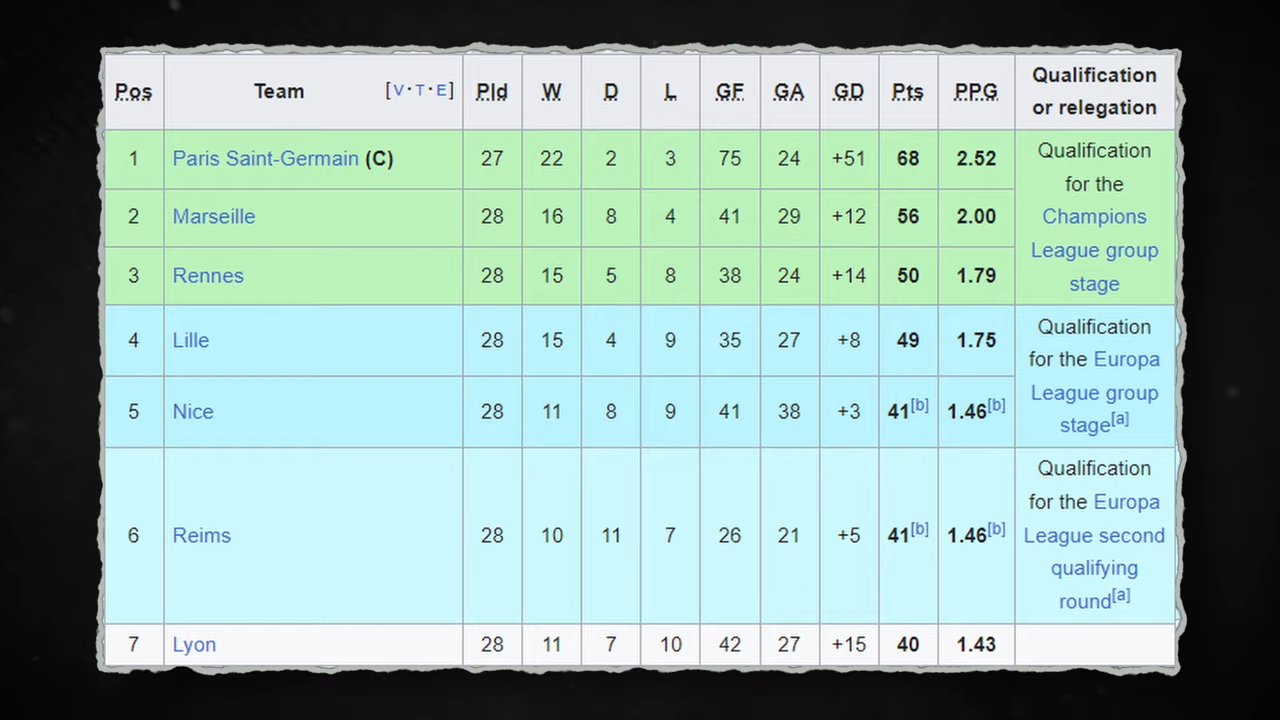 Pos Team [V·T·E] Pld W D L GF GA GD Pts PPG Qualification or relegation
1 Paris Saint-Germain (C) 27 22 2 3 75 24 +51 68 2.52
2 Marseille 28 16 8 4 41 29 +12 56 2.00
3 Rennes 28 15 5 8 38 24 +14 50 1.79
Qualification
for the
Champions
League group
stage
4 Lille 28 15 4 9 35 27 +8 49 1.75
5 Nice 28 11 8 9 41 38 +3 41[b] 1.46[b]
Qualification
for the Europa
League group
stage[a]
6 Reims 28 10 11 7 26 21 +5 41[b] 1.46[b]
Qualification
for the Europa
League second
qualifying
round[a]
7 Lyon 28 11 7 10 42 27 +15 40 1.43